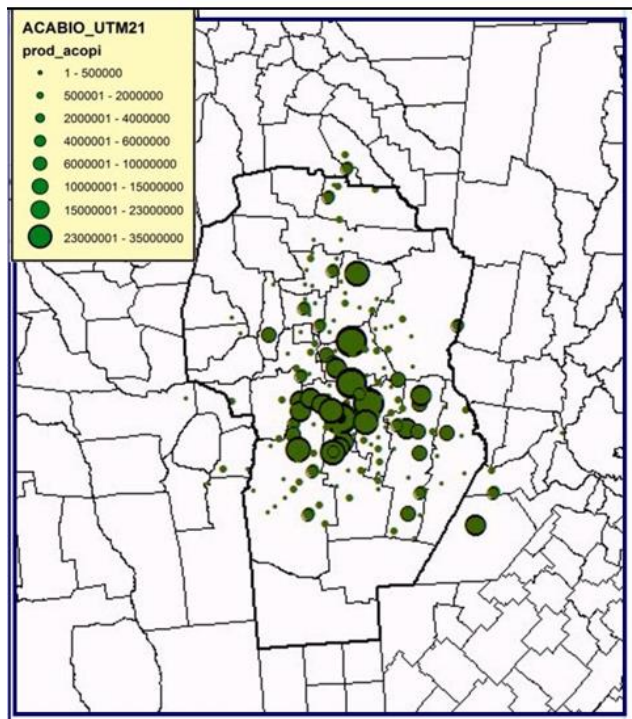 ACABIO_UTM21
prod_acopi
1 - 500000
500001 - 2000000
2000001 - 4000000
4000001 - 6000000
6000001 - 10000000
10000001 - 15000000
15000001 - 23000000
23000001 - 35000000